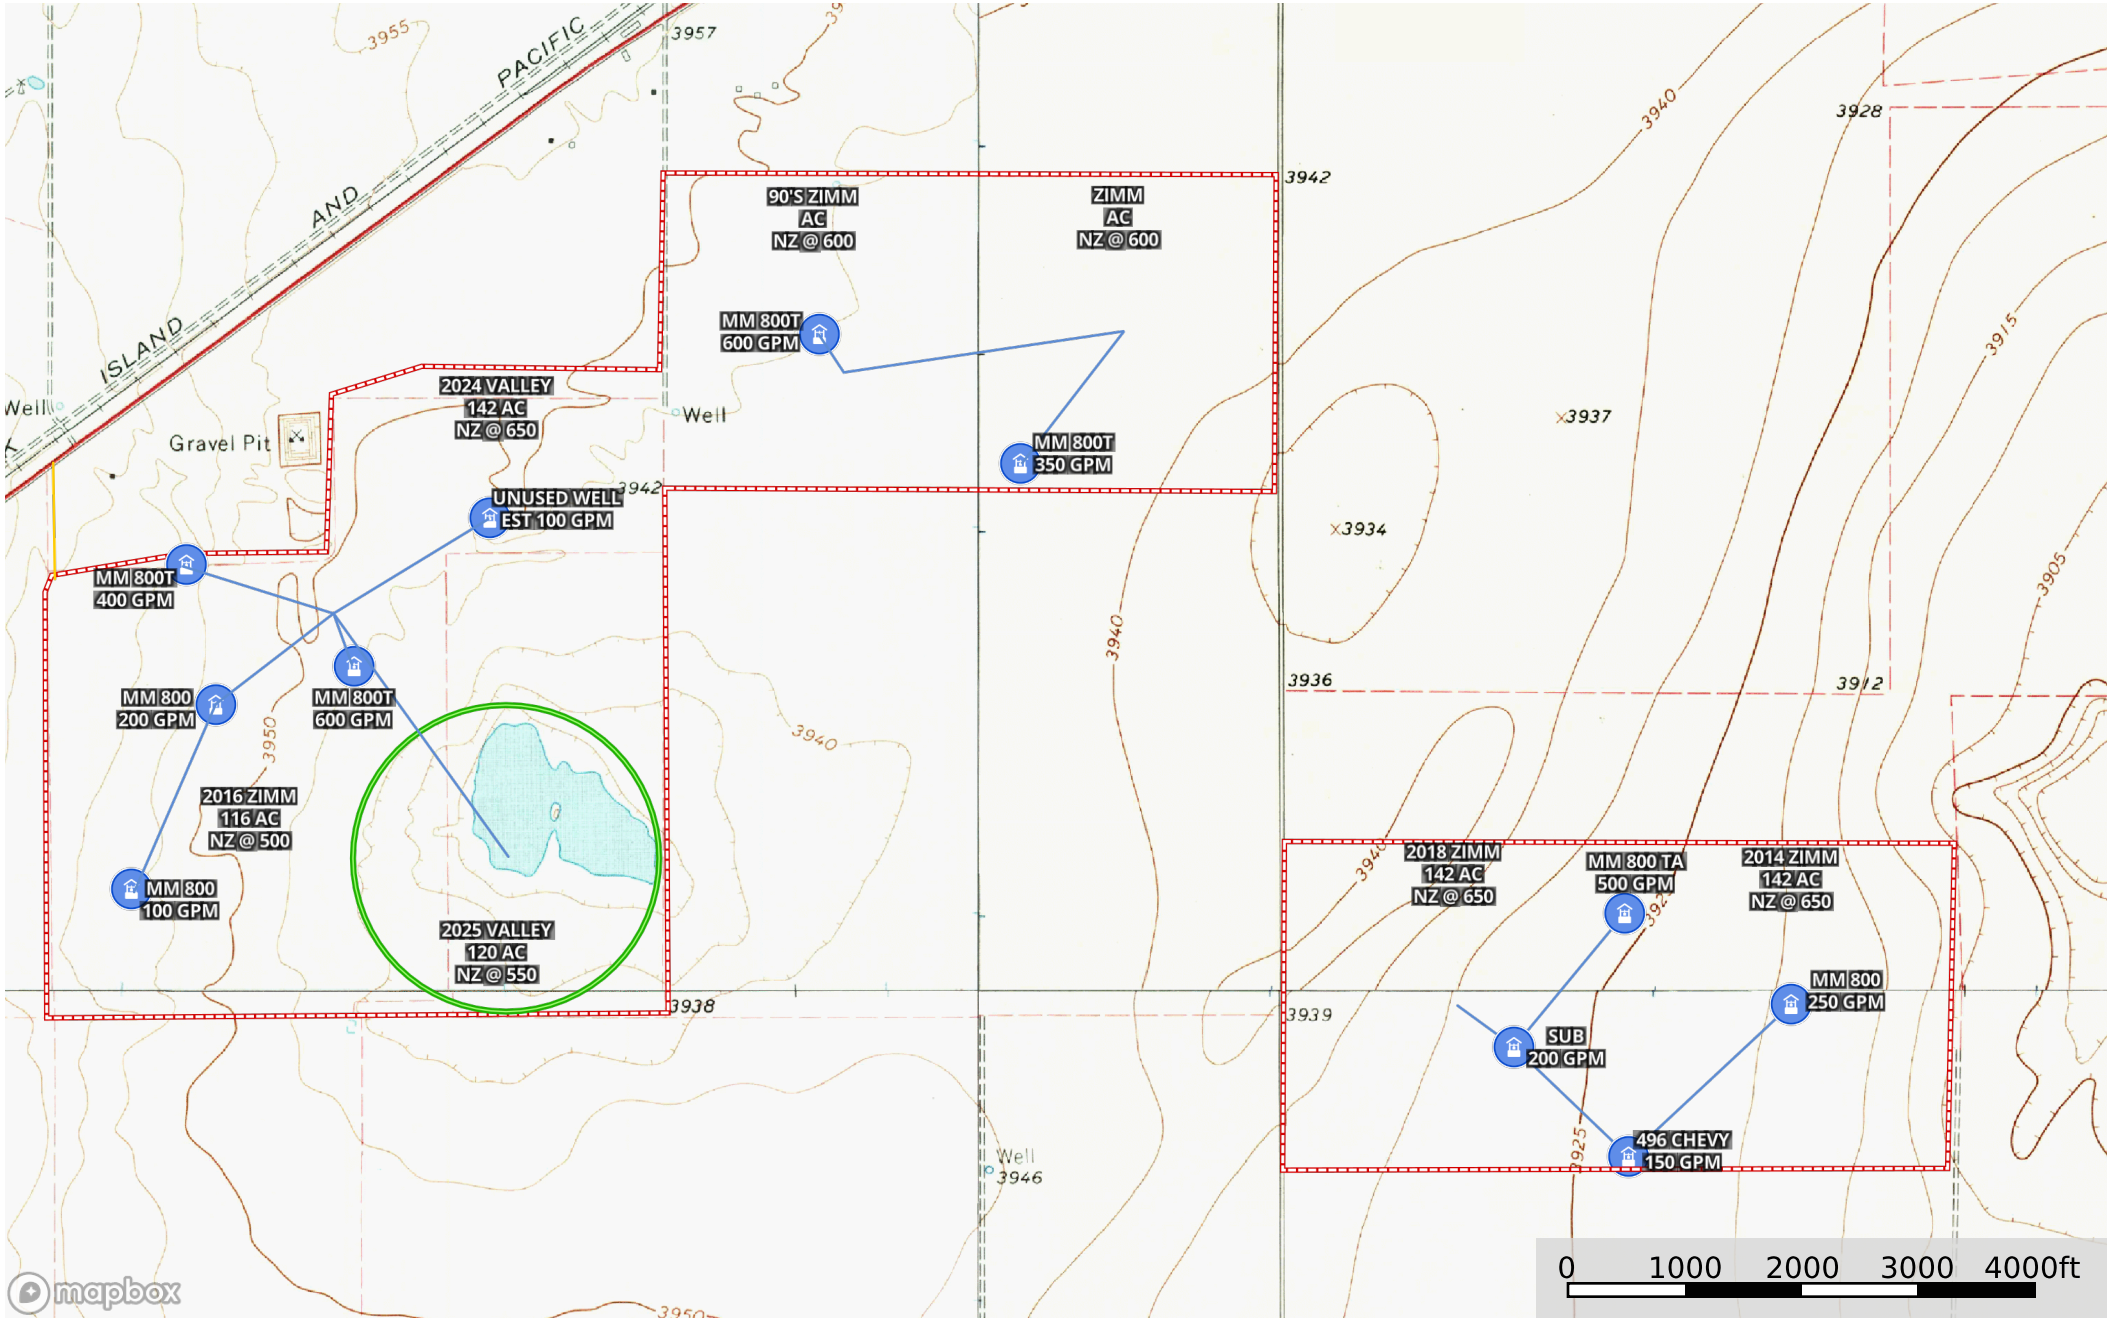 3955
PACIFIC
3957
AND
ISLAND
3940
3928
3942
90'S ZIMM
AC
NZ @ 600
ZIMM
AC
NZ @ 600
MM 800T
600 GPM
3915
2024 VALLEY
142 AC
NZ @ 650
Well
Well
Gravel Pit
3937
MM 800T
350 GPM
3942
UNUSED WELL
EST 100 GPM
3934
MM 800T
400 GPM
3905
3940
3936
3912
MM 800
200 GPM
MM 800T
600 GPM
3950
3940
2016 ZIMM
116 AC
NZ @ 500
3940
2018 ZIMM
142 AC
NZ @ 650
MM 800 TA
500 GPM
2014 ZIMM
142 AC
NZ @ 650
MM 800
100 GPM
2025 VALLEY
120 AC
NZ @ 550
MM 800
250 GPM
3938
3939
SUB
200 GPM
496 CHEVY
150 GPM
3925
Well
3946
0 1000 2000 3000 4000ft
mapbox
3950